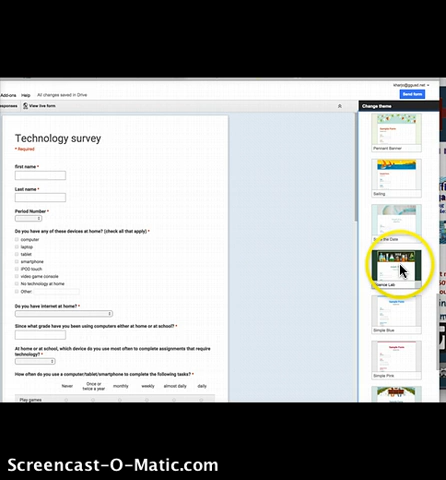 sharpr@ggusd.net
Add-ons Help All changes saved in Drive
Send form
View live form
Change theme
Technology survey
* Required
first name *
Last name *
Period Number *
Do you have any of these devices at home? (check all that apply) *
computer
laptop
tablet
smartphone
iPOD touch
video game console
No technology at home
Other:
Do you have internet at home? *
Since what grade have you been using computers either at home or at school? *
At home or at school, which device do you use most often to complete assignments that require
technology? *
How often do you use a computer/tablet/smartphone to complete the following tasks? *
Never Once or twice a year monthly weekly almost daily daily
Play games
Pennant Banner
Sailing
Simple Blue
Simple Pink
Screencast-O-Matic.com